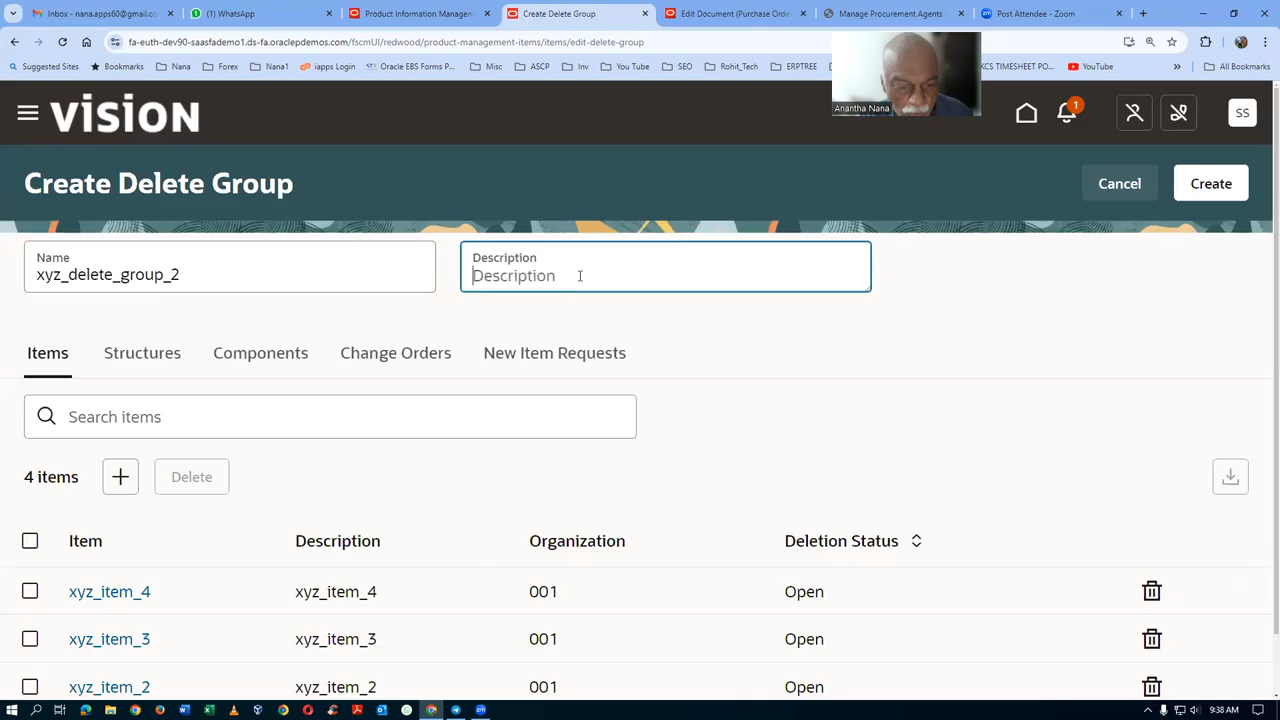 Inbox - nana.apps60@gmail.co
(1) WhatsApp
Product Information Managem
Create Delete Group
Edit Document (Purchase Orde
Manage Procurement Agents -
Post Attendee - Zoom
fa-euth-dev90-saasfademo1.ds-fa.oraclepdemos.com/fscmUI/redwood/product-management-items/items/edit-delete-group
Suggested Sites
Bookmarks
Nana
Forex
Nana1
iapps Login
Oracle EBS Forms P...
Misc
ASCP
Inv
You Tube
SEO
Rohit_Tech
ERPTREE
KCS TIMESHEET PO...
YouTube
All Bookmarks
Anantha Nana
vision
1
SS
Create Delete Group
Cancel
Create
Name
xyz_delete_group_2
Description
Description
Items
Structures
Components
Change Orders
New Item Requests
Search items
4 items
Delete
Item
Description
Organization
Deletion Status
xyz_item_4
xyz_item_4
001
Open
xyz_item_3
xyz_item_3
001
Open
xyz_item_2
xyz_item_2
001
Open
9:38 AM